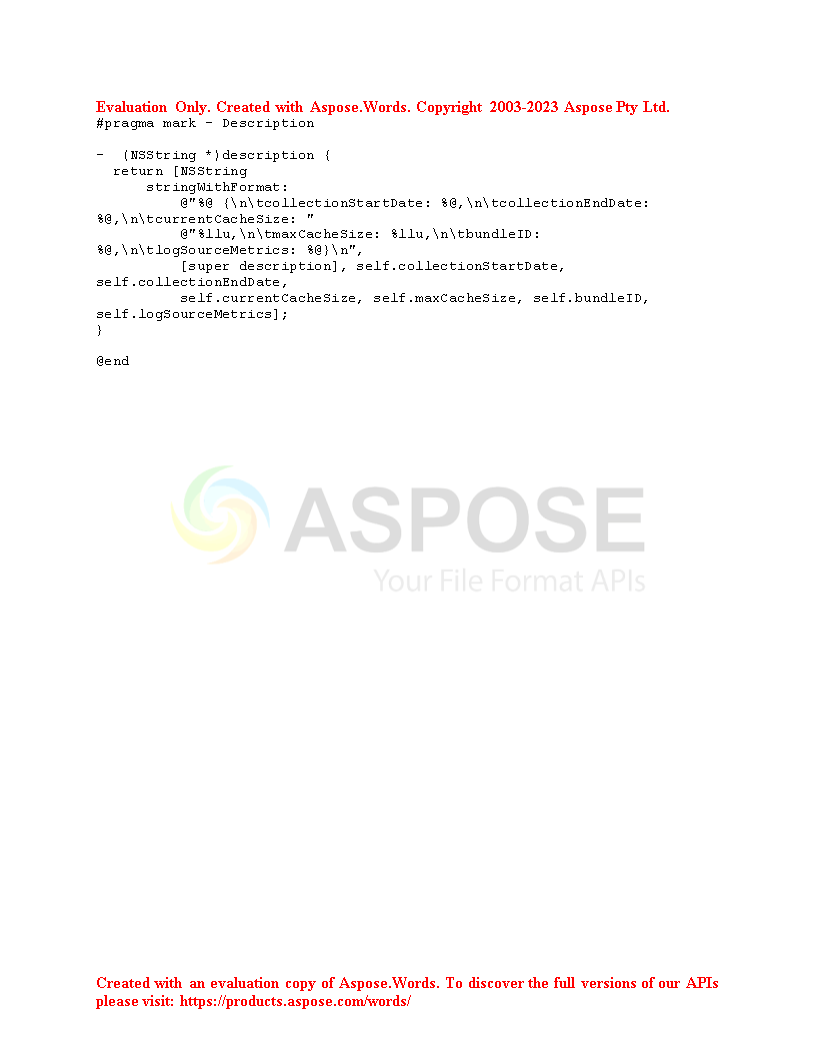 Evaluation Only. Created with Aspose.Words. Copyright 2003-2023 Aspose Pty Ltd.
#pragma mark - Description
-  (NSString *)description {
  return [NSString
      stringWithFormat:
          @"%@ {\n\tcollectionStartDate: %@,\n\tcollectionEndDate:
%@,\n\tcurrentCacheSize: "
          @"%llu,\n\tmaxCacheSize: %llu,\n\tbundleID:
%@,\n\tlogSourceMetrics: %@}\n",
          [super description], self.collectionStartDate,
self.collectionEndDate,
          self.currentCacheSize, self.maxCacheSize, self.bundleID,
self.logSourceMetrics];
}
@end
ASPOSE
Your File Format APIs
Created with an evaluation copy of Aspose.Words. To discover the full versions of our APIs
please visit: https://products.aspose.com/words/